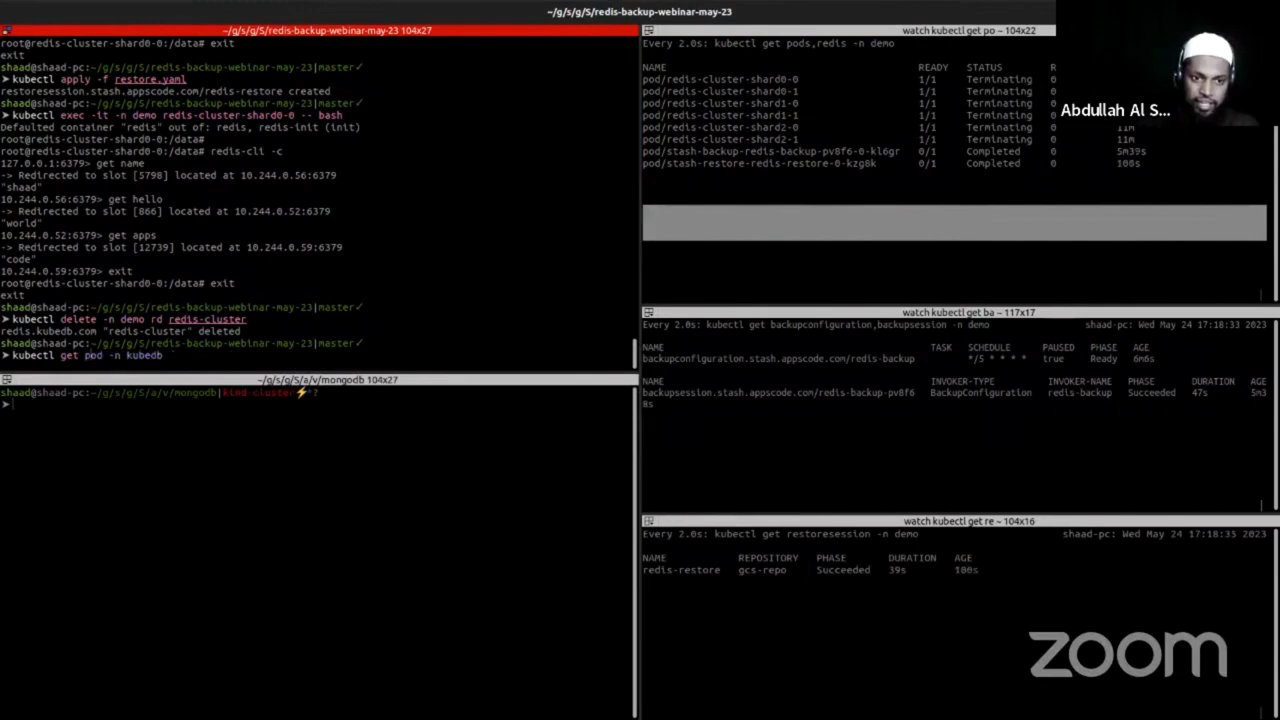 ~/g/s/g/S/redis-backup-webinar-may-23
~/g/s/g/S/redis-backup-webinar-may-23 104x27
root@redis-cluster-shard0-0:/data# exit
exit
shaad@shaad-pc:~/g/s/g/S/redis-backup-webinar-may-23|master✓
➤ kubectl apply -f restore.yaml
restoresession.stash.appscode.com/redis-restore created
shaad@shaad-pc:~/g/s/g/S/redis-backup-webinar-may-23|master✓
➤ kubectl exec -it -n demo redis-cluster-shard0-0 -- bash
Defaulted container "redis" out of: redis, redis-init (init)
root@redis-cluster-shard0-0:/data#
root@redis-cluster-shard0-0:/data# redis-cli -c
127.0.0.1:6379> get name
-> Redirected to slot [5798] located at 10.244.0.56:6379
"shaad"
10.244.0.56:6379> get hello
-> Redirected to slot [866] located at 10.244.0.52:6379
"world"
10.244.0.52:6379> get apps
-> Redirected to slot [12739] located at 10.244.0.59:6379
"code"
10.244.0.59:6379> exit
root@redis-cluster-shard0-0:/data# exit
exit
shaad@shaad-pc:~/g/s/g/S/redis-backup-webinar-may-23|master✓
➤ kubectl delete -n demo rd redis-cluster
redis.kubedb.com "redis-cluster" deleted
shaad@shaad-pc:~/g/s/g/S/redis-backup-webinar-may-23|master✓
➤ kubectl get pod -n kubedb
~/g/s/g/S/a/v/mongodb 104x27
shaad@shaad-pc:~/g/s/g/S/a/v/mongodb|kind-cluster⚡*?
➤
watch kubectl get po ~ 104x22
Every 2.0s: kubectl get pods,redis -n demo
NAME READY STATUS R
pod/redis-cluster-shard0-0 1/1 Terminating 0
pod/redis-cluster-shard0-1 1/1 Terminating 0
pod/redis-cluster-shard1-0 1/1 Terminating 0
pod/redis-cluster-shard1-1 1/1 Terminating 0
pod/redis-cluster-shard2-0 1/1 Terminating 0 11m
pod/redis-cluster-shard2-1 1/1 Terminating 0 11m
pod/stash-backup-redis-backup-pv8f6-0-kl6gr 0/1 Completed 0 5m39s
pod/stash-restore-redis-restore-0-kzg8k 0/1 Completed 0 100s
Abdullah Al S...
watch kubectl get ba ~ 117x17
Every 2.0s: kubectl get backupconfiguration,backupsession -n demo shaad-pc: Wed May 24 17:18:33 2023
NAME TASK SCHEDULE PAUSED PHASE AGE
backupconfiguration.stash.appscode.com/redis-backup */5 * * * * true Ready 6m6s
NAME INVOKER-TYPE INVOKER-NAME PHASE DURATION AGE
backupsession.stash.appscode.com/redis-backup-pv8f6 BackupConfiguration redis-backup Succeeded 47s 5m3
8s
watch kubectl get re ~ 104x16
Every 2.0s: kubectl get restoresession -n demo shaad-pc: Wed May 24 17:18:35 2023
NAME REPOSITORY PHASE DURATION AGE
redis-restore gcs-repo Succeeded 39s 100s
zoom